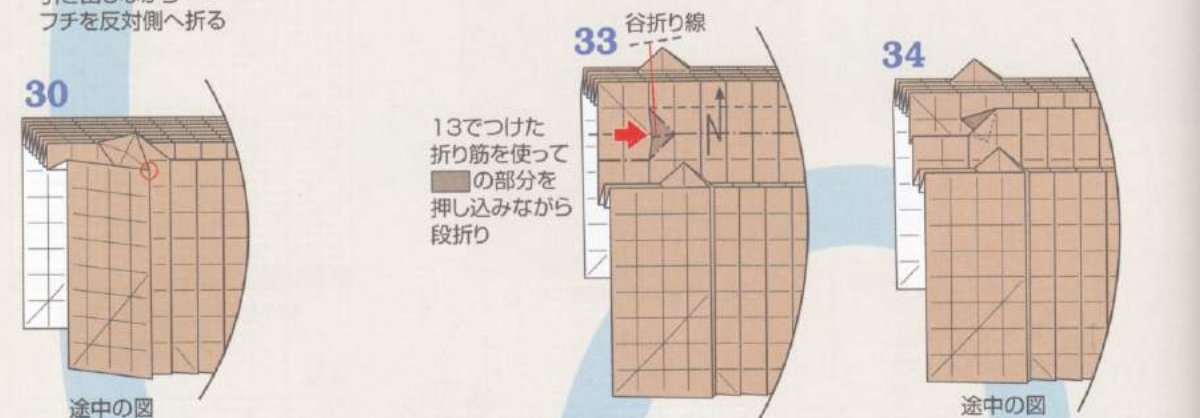 フチを反対側へ折る
30
途中の図
33
谷折り線
13でつけた
折り筋を使って
の部分を
押し込みながら
段折り
34
途中の図